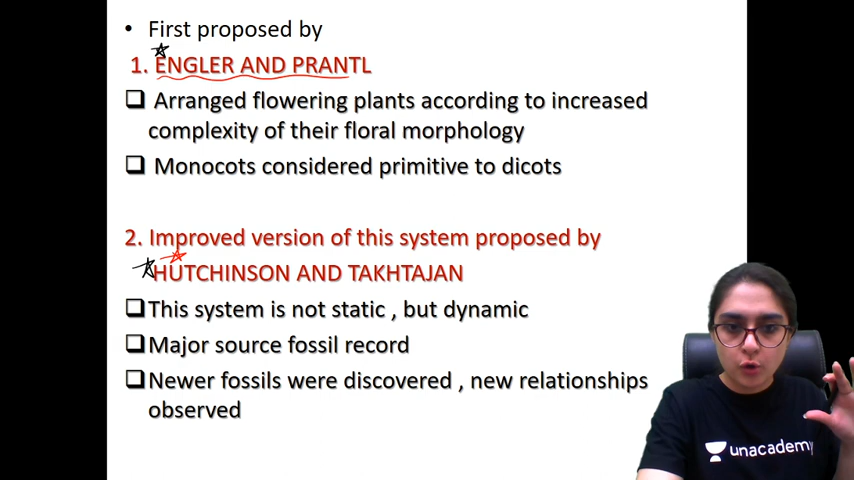 • First proposed by
1. ENGLER AND PRANTL
❑ Arranged flowering plants according to increased
complexity of their floral morphology
❑ Monocots considered primitive to dicots
2. Improved version of this system proposed by
HUTCHINSON AND TAKHTAJAN
❑This system is not static , but dynamic
❑Major source fossil record
❑Newer fossils were discovered , new relationships
observed
unacademy